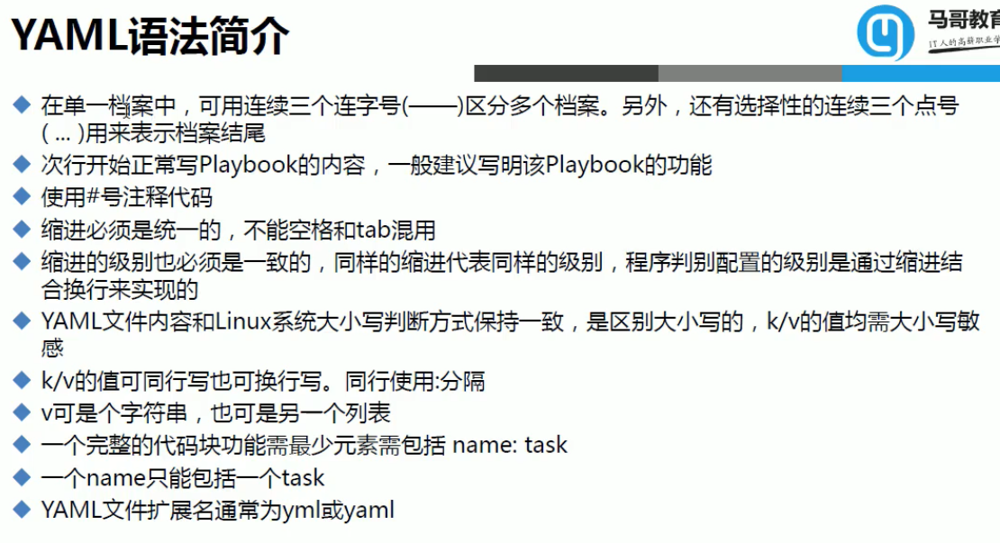 YAML语法简介
马哥教育
IT人的高薪职业学
在单一档案中，可用连续三个连字号(——)区分多个档案。另外，还有选择性的连续三个点号
( ... )用来表示档案结尾
次行开始正常写Playbook的内容，一般建议写明该Playbook的功能
使用#号注释代码
缩进必须是统一的，不能空格和tab混用
缩进的级别也必须是一致的，同样的缩进代表同样的级别，程序判别配置的级别是通过缩进结
合换行来实现的
YAML文件内容和Linux系统大小写判断方式保持一致，是区别大小写的，k/v的值均需大小写敏
感
k/v的值可同行写也可换行写。同行使用:分隔
v可是个字符串，也可是另一个列表
一个完整的代码块功能需最少元素需包括 name: task
一个name只能包括一个task
YAML文件扩展名通常为yml或yaml